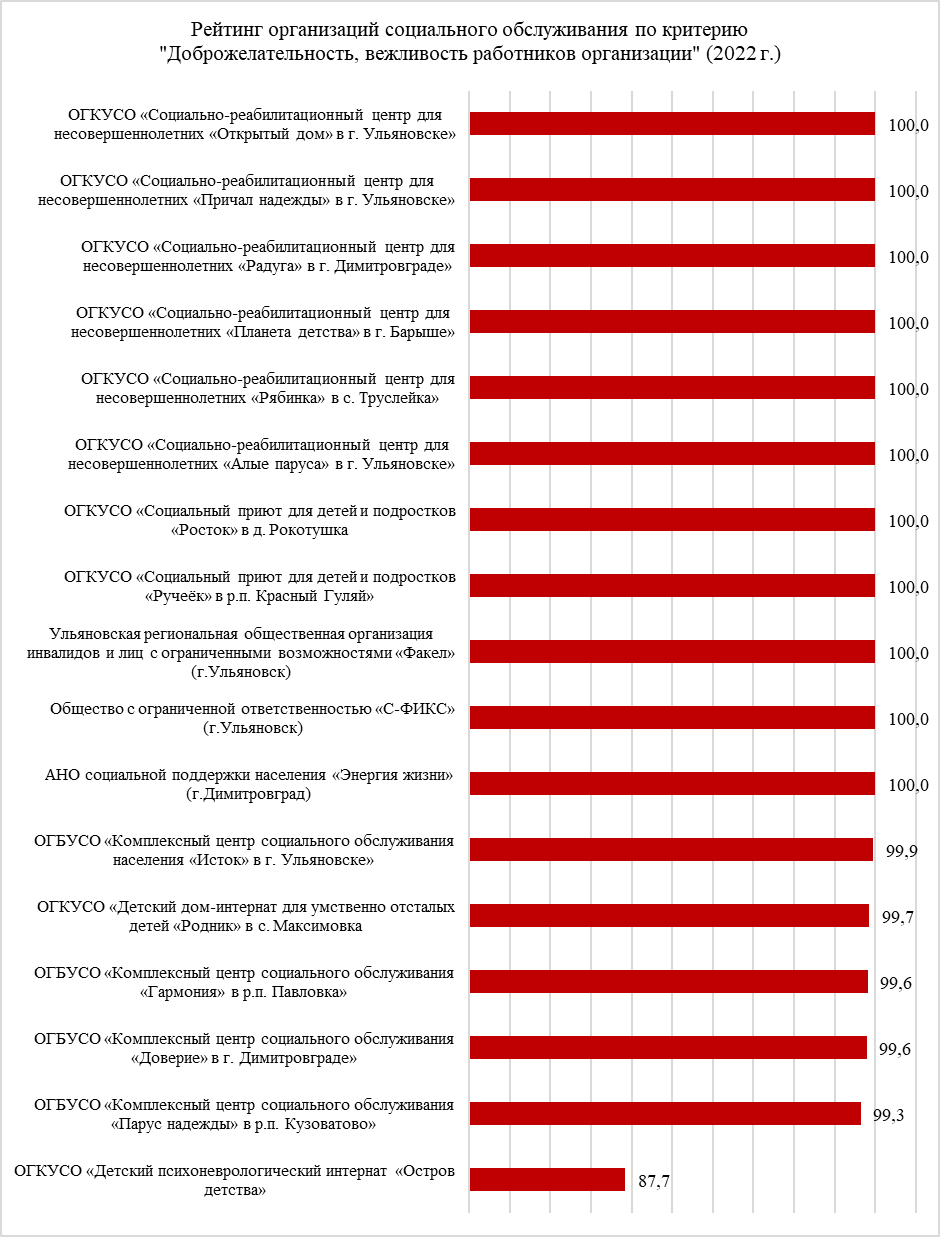 Рейтинг организаций социального обслуживания по критерию
"Доброжелательность, вежливость работников организации" (2022 г.)
ОГКУСО «Социально-реабилитационный центр для
несовершеннолетних «Открытый дом» в г. Ульяновске»
100,0
ОГКУСО «Социально-реабилитационный центр для
несовершеннолетних «Причал надежды» в г. Ульяновске»
100,0
ОГКУСО «Социально-реабилитационный центр для
несовершеннолетних «Радуга» в г. Димитровграде»
100,0
ОГКУСО «Социально-реабилитационный центр для
несовершеннолетних «Планета детства» в г. Барыше»
100,0
ОГКУСО «Социально-реабилитационный центр для
несовершеннолетних «Рябинка» в с. Труслейка»
100,0
ОГКУСО «Социально-реабилитационный центр для
несовершеннолетних «Алые паруса» в г. Ульяновске»
100,0
ОГКУСО «Социальный приют для детей и подростков
«Росток» в д. Рокотушка
100,0
ОГКУСО «Социальный приют для детей и подростков
«Ручеёк» в р.п. Красный Гуляй»
100,0
Ульяновская региональная общественная организация
инвалидов и лиц с ограниченными возможностями «Факел»
(г.Ульяновск)
100,0
Общество с ограниченной ответственностью «С-ФИКС»
(г.Ульяновск)
100,0
АНО социальной поддержки населения «Энергия жизни»
(г.Димитровград)
100,0
ОГБУСО «Комплексный центр социального обслуживания
населения «Исток» в г. Ульяновске»
99,9
ОГКУСО «Детский дом-интернат для умственно отсталых
детей «Родник» в с. Максимовка
99,7
ОГБУСО «Комплексный центр социального обслуживания
«Гармония» в р.п. Павловка»
99,6
ОГБУСО «Комплексный центр социального обслуживания
«Доверие» в г. Димитровграде»
99,6
ОГБУСО «Комплексный центр социального обслуживания
«Парус надежды» в р.п. Кузоватово»
99,3
ОГКУСО «Детский психоневрологический интернат «Остров
детства»
87,7